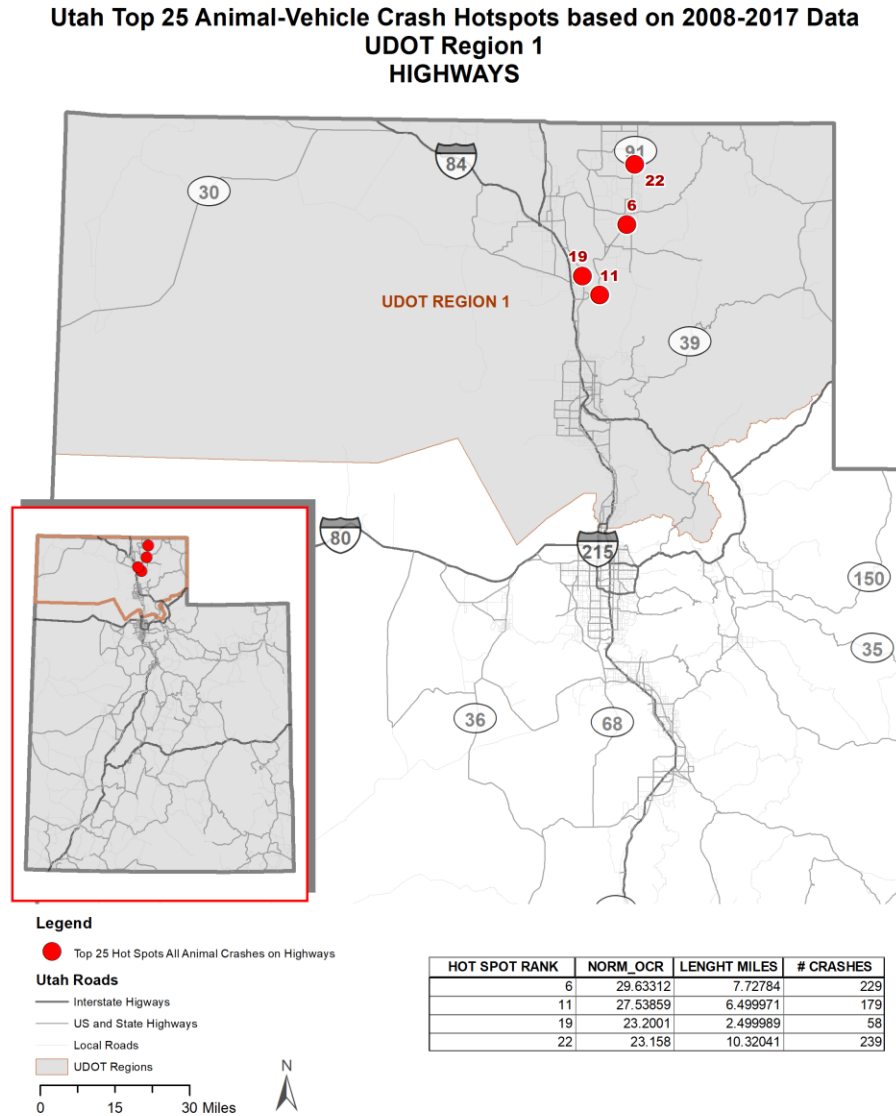 Utah Top 25 Animal-Vehicle Crash Hotspots based on 2008-2017 Data
UDOT Region 1
HIGHWAYS
84
91
22
30
6
19
11
UDOT REGION 1
39
80
215
150
35
36
68
Legend
Top 25 Hot Spots All Animal Crashes on Highways
Utah Roads
Interstate Higways
US and State Highways
Local Roads
UDOT Regions
N
0 15 30 Miles
HOT SPOT RANK NORM_OCR LENGHT MILES # CRASHES
6 29.63312 7.72784 229
11 27.53859 6.499971 179
19 23.2001 2.499989 58
22 23.158 10.32041 239